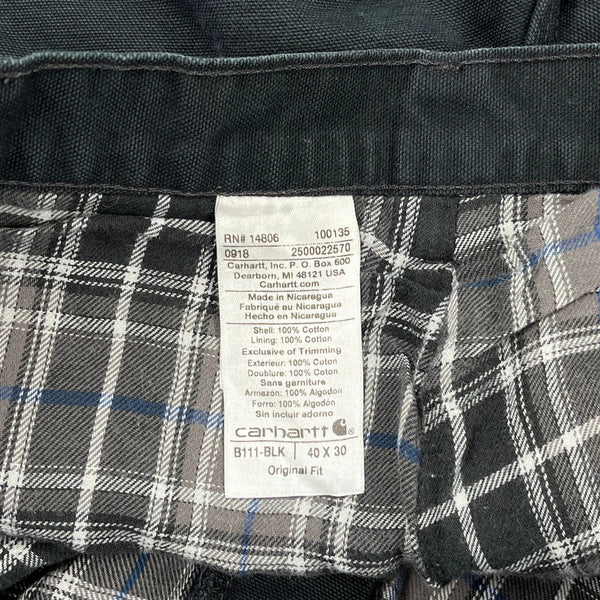 RN# 14806 100135
0918 2500022570
Carhartt, Inc. P. O. Box 600
Dearborn, MI 48121 USA
Carhartt.com
Made in Nicaragua
Fabriqué au Nicaragua
Hecho en Nicaragua
Shell: 100% Cotton
Lining: 100% Cotton
Exclusive of Trimming
Exterieur: 100% Cotton
Doublure: 100% Coton
Sans garniture
Armazón: 100% Algodón
Forro: 100% Algodón
Sin incluir adorno
carhartt
B111-BLK 40 X 30
Original Fit